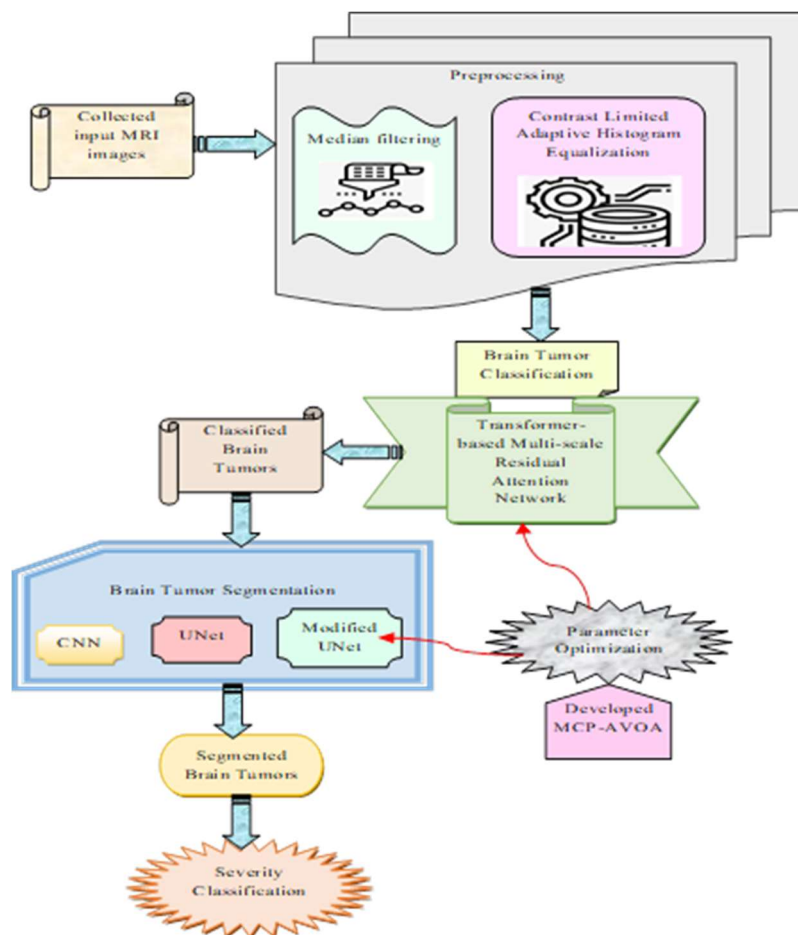 Preprocessing
Collected
input MRI
images
Median filtering
Contrast Limited
Adaptive Histogram
Equalization
Brain Tumor
Classification
Transformer-
based Multi-scale
Residual
Attention
Network
Classified
Brain
Tumors
Brain Tumor Segmentation
CNN
UNet
Modified
UNet
Parameter
Optimization
Developed
MCP-AVOA
Segmented
Brain Tumors
Severity
Classification